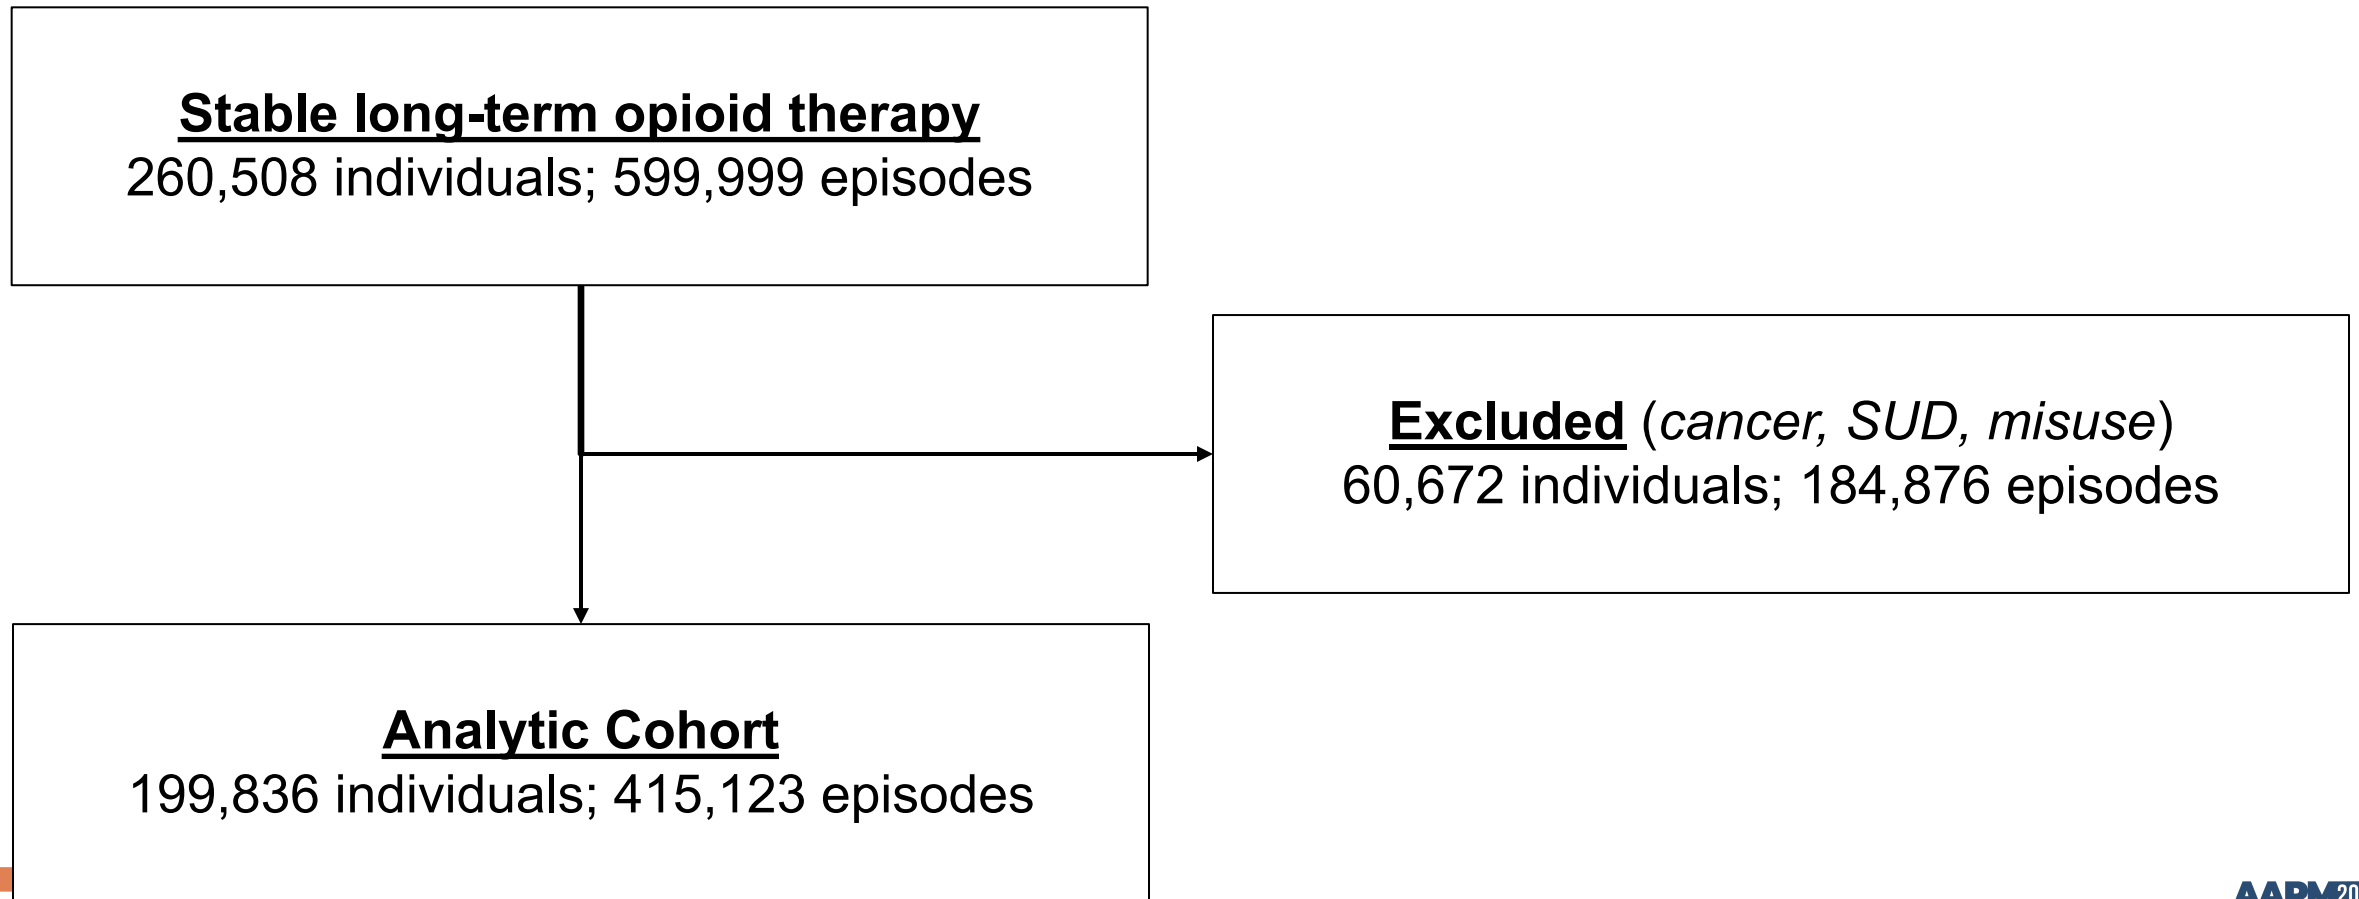 Stable long-term opioid therapy
260,508 individuals; 599,999 episodes
Excluded (cancer, SUD, misuse)
60,672 individuals; 184,876 episodes
Analytic Cohort
199,836 individuals; 415,123 episodes